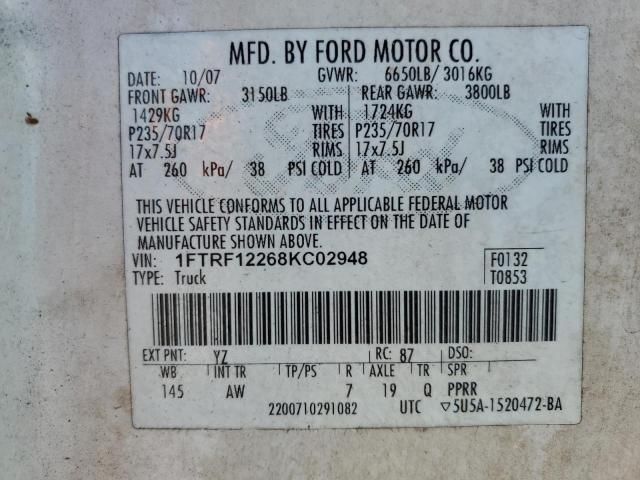 MFD. BY FORD MOTOR CO.
DATE: 10/07 GVWR: 6650LB/ 3016KG
FRONT GAWR: 3150LB REAR GAWR: 3800LB
1429KG WITH 1724KG WITH
P235/70R17 TIRES P235/70R17 TIRES
17x7.5J RIMS 17x7.5J RIMS
AT 260 kPa/ 38 PSI COLD AT 260 kPa/ 38 PSI COLD
THIS VEHICLE CONFORMS TO ALL APPLICABLE FEDERAL MOTOR
VEHICLE SAFETY STANDARDS IN EFFECT ON THE DATE OF
MANUFACTURE SHOWN ABOVE.
VIN: 1FTRF12268KC02948 F0132
TYPE: Truck T0853
EXT PNT: YZ RC: 87 DSO:
WB INT TR TP/PS R AXLE TR SPR
145 AW 7 19 Q PPRR
2200710291082 UTC ▽5U5A-1520472-BA